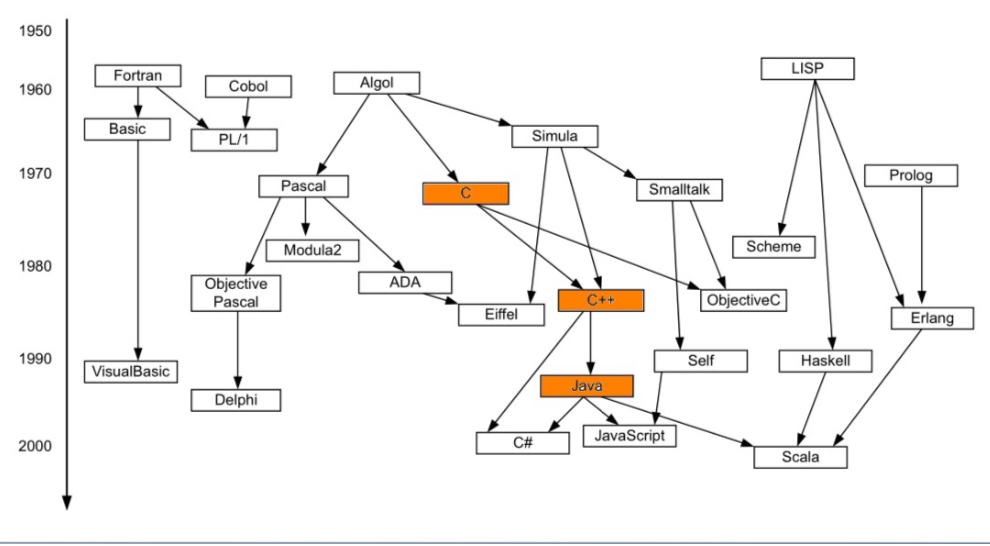 1950
Fortran
Cobol
Algol
LISP
1960
Basic
PL/1
Simula
1970
Pascal
C
Smalltalk
Prolog
Modula2
Scheme
1980
Objective
Pascal
ADA
Eiffel
C++
ObjectiveC
Erlang
1990
VisualBasic
Self
Haskell
Delphi
Java
C#
JavaScript
2000
Scala